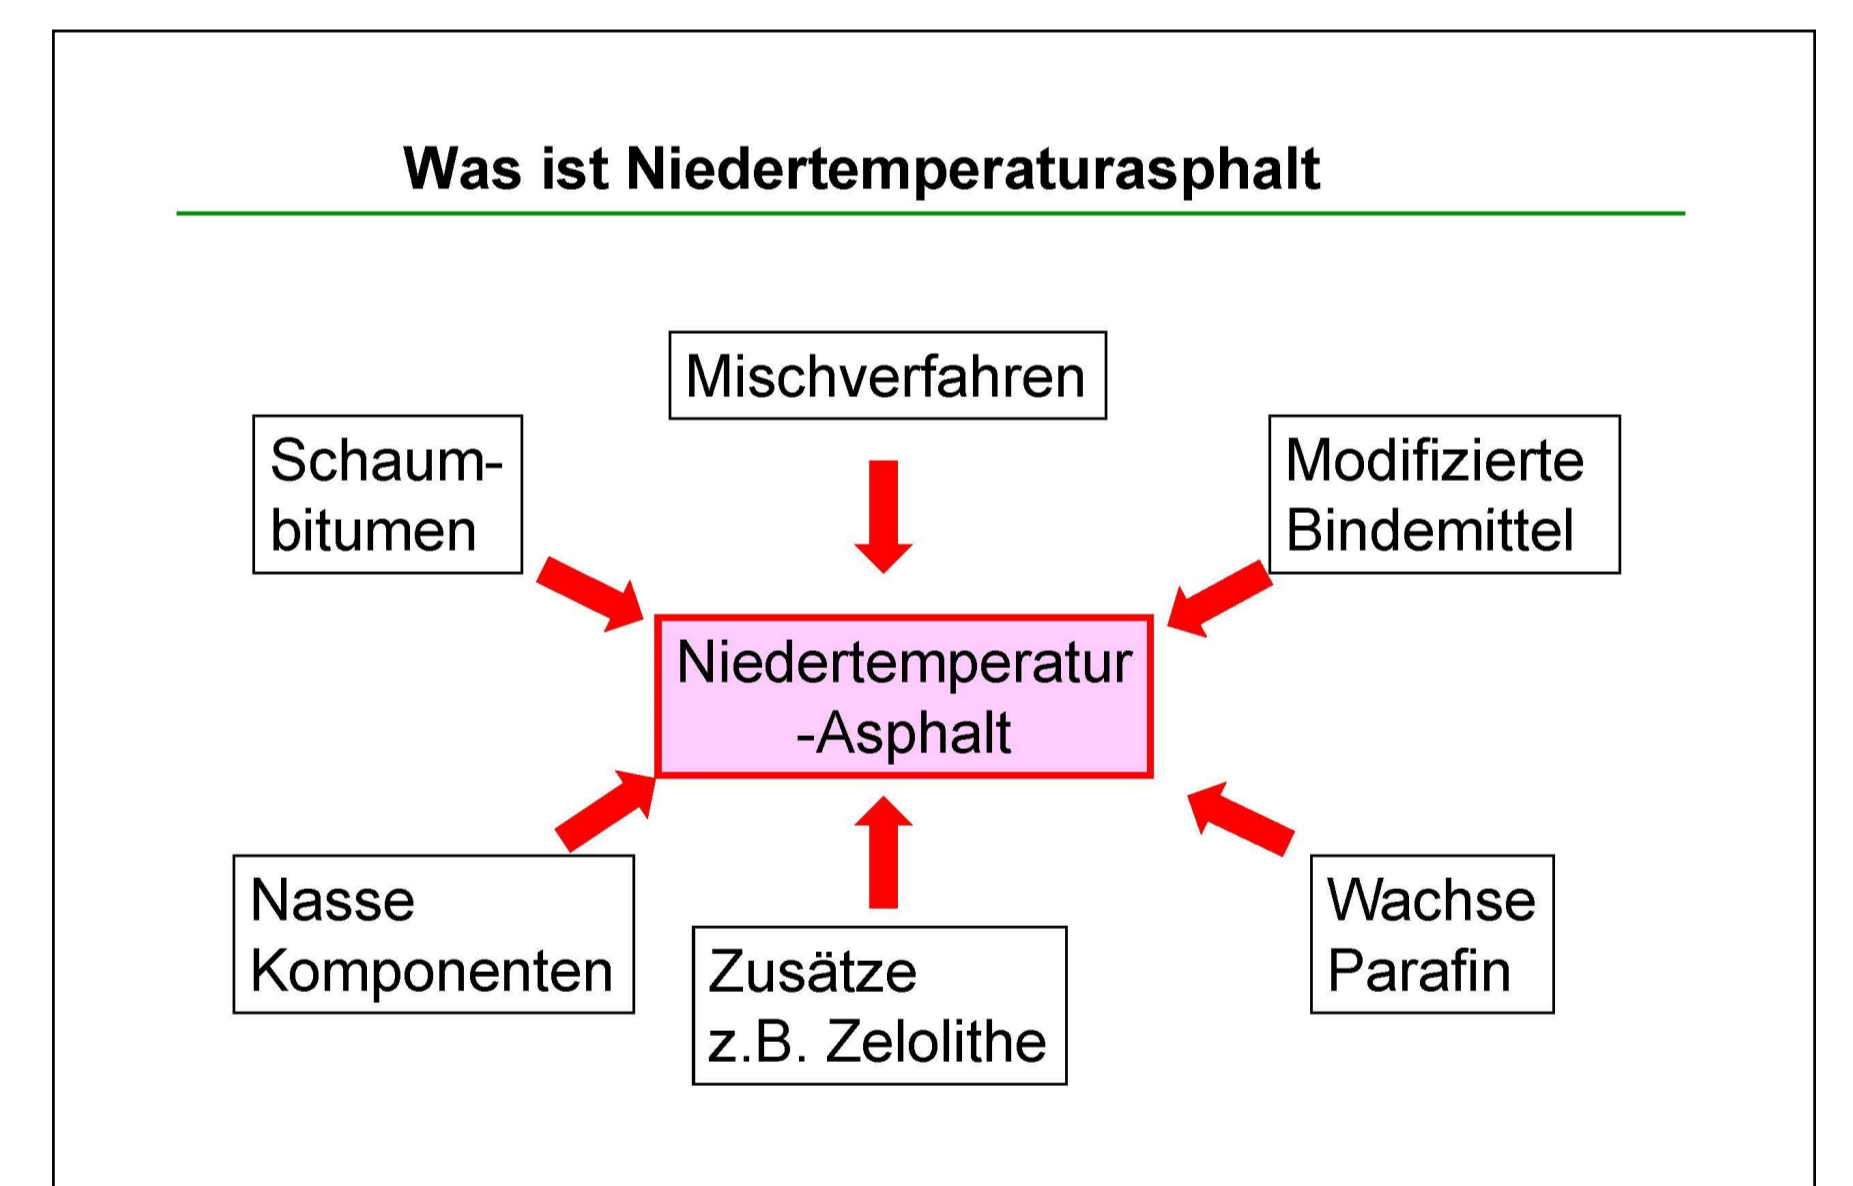 Was ist Niedertemperaturasphalt
Mischverfahren
Schaum-
bitumen
Modifizierte
Bindemittel
Niedertemperatur
-Asphalt
Nasse
Komponenten
Zusätze
z.B. Zelolithe
Wachse
Parafin